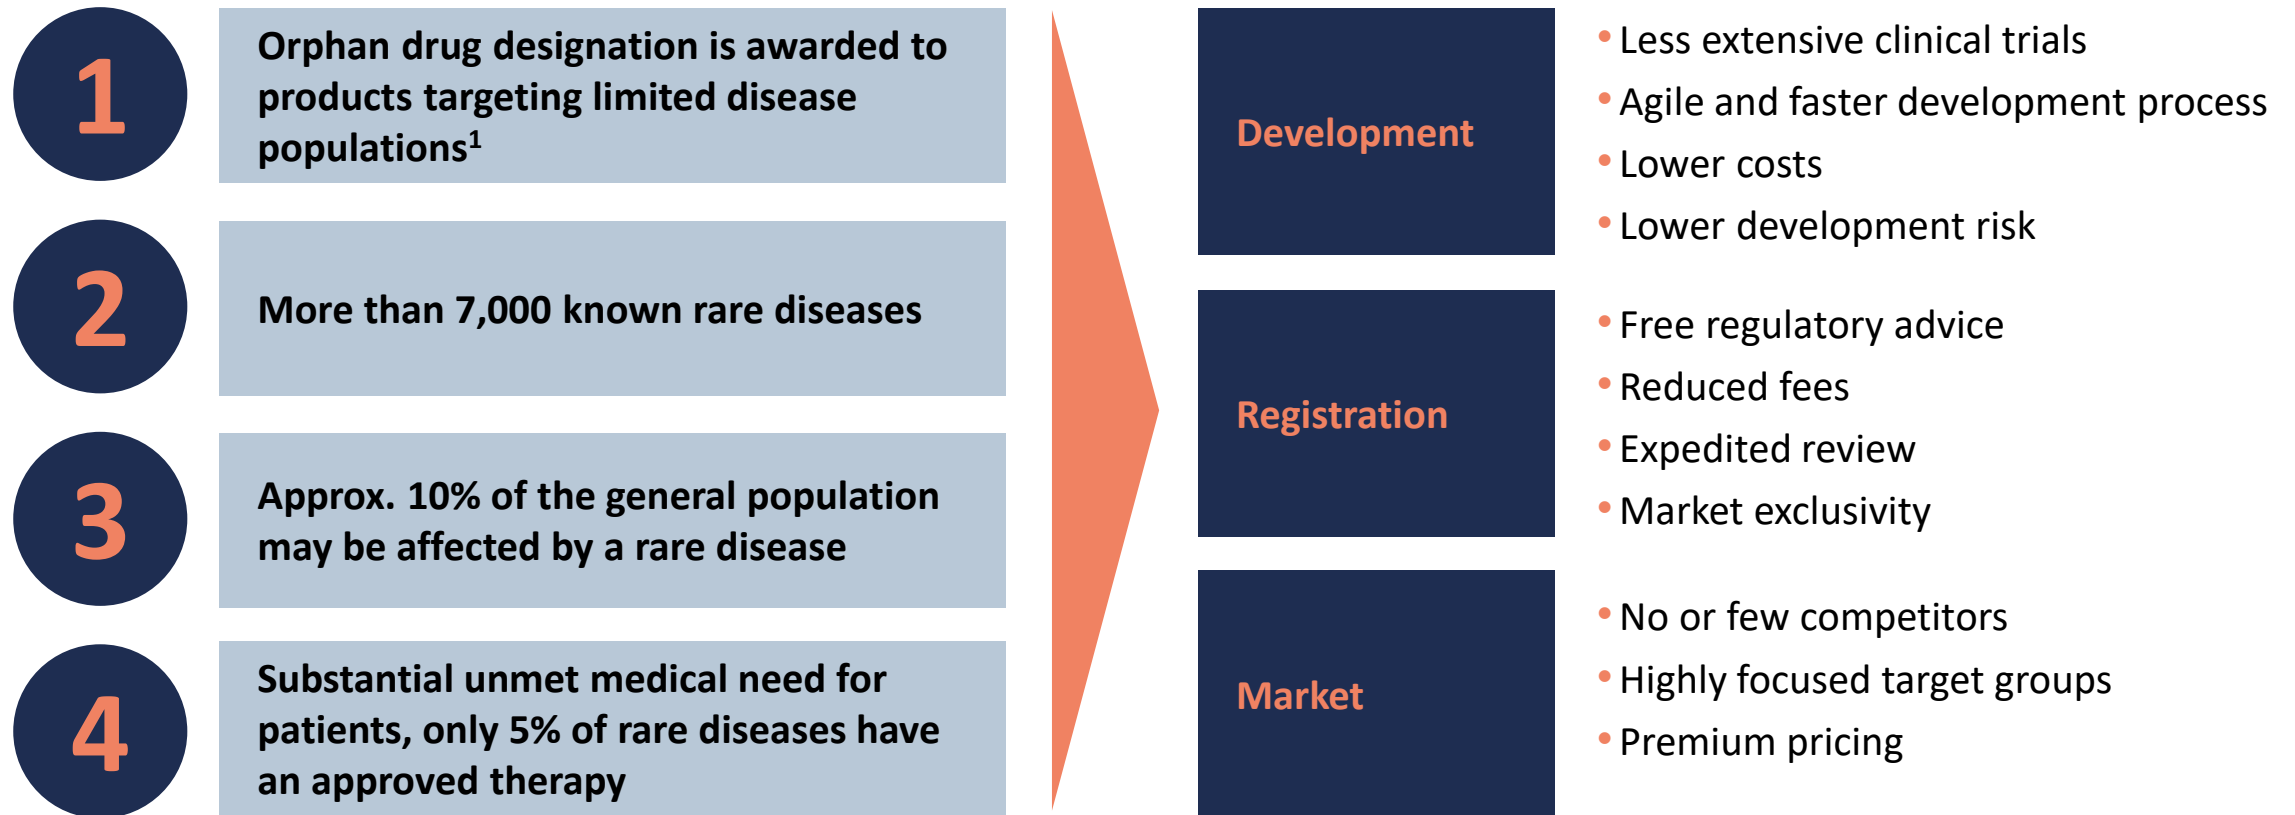 1
Orphan drug designation is awarded to
products targeting limited disease
populations1
2
More than 7,000 known rare diseases
3
Approx. 10% of the general population
may be affected by a rare disease
4
Substantial unmet medical need for
patients, only 5% of rare diseases have
an approved therapy
Development
• Less extensive clinical trials
• Agile and faster development process
• Lower costs
• Lower development risk
Registration
• Free regulatory advice
• Reduced fees
• Expedited review
• Market exclusivity
Market
• No or few competitors
• Highly focused target groups
• Premium pricing